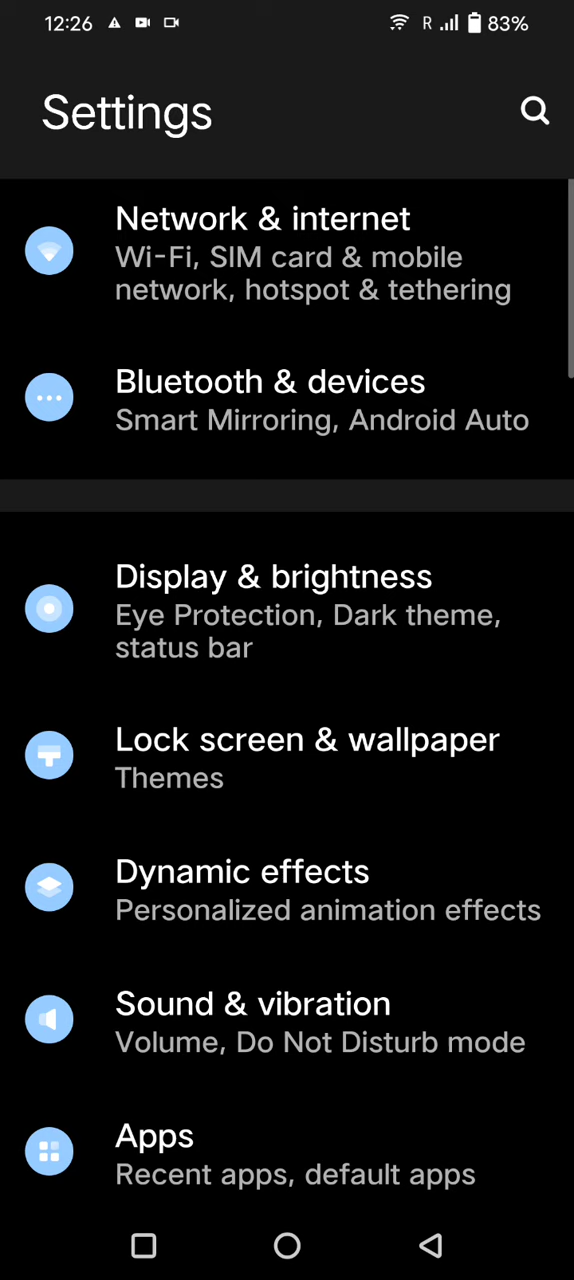 12:26 R 83%
Settings
Network & internet
Wi-Fi, SIM card & mobile
network, hotspot & tethering
Bluetooth & devices
Smart Mirroring, Android Auto
Display & brightness
Eye Protection, Dark theme,
status bar
Lock screen & wallpaper
Themes
Dynamic effects
Personalized animation effects
Sound & vibration
Volume, Do Not Disturb mode
Apps
Recent apps, default apps